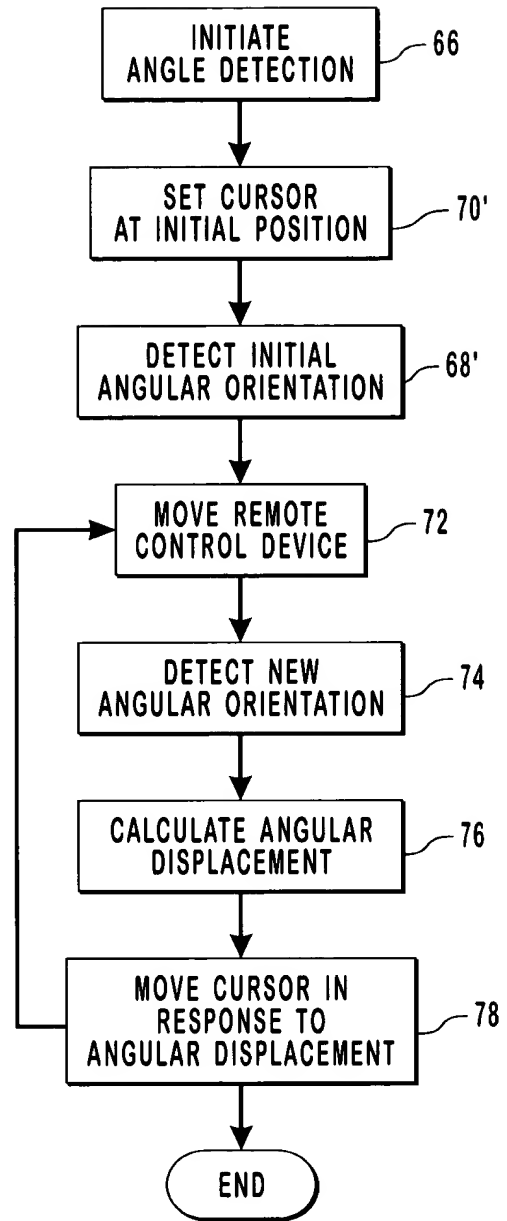 INITIATE
ANGLE DETECTION
66
SET CURSOR
AT INITIAL POSITION
70'
DETECT INITIAL
ANGULAR ORIENTATION
68'
MOVE REMOTE
CONTROL DEVICE
72
DETECT NEW
ANGULAR ORIENTATION
74
CALCULATE ANGULAR
DISPLACEMENT
76
MOVE CURSOR IN
RESPONSE TO
ANGULAR DISPLACEMENT
78
END